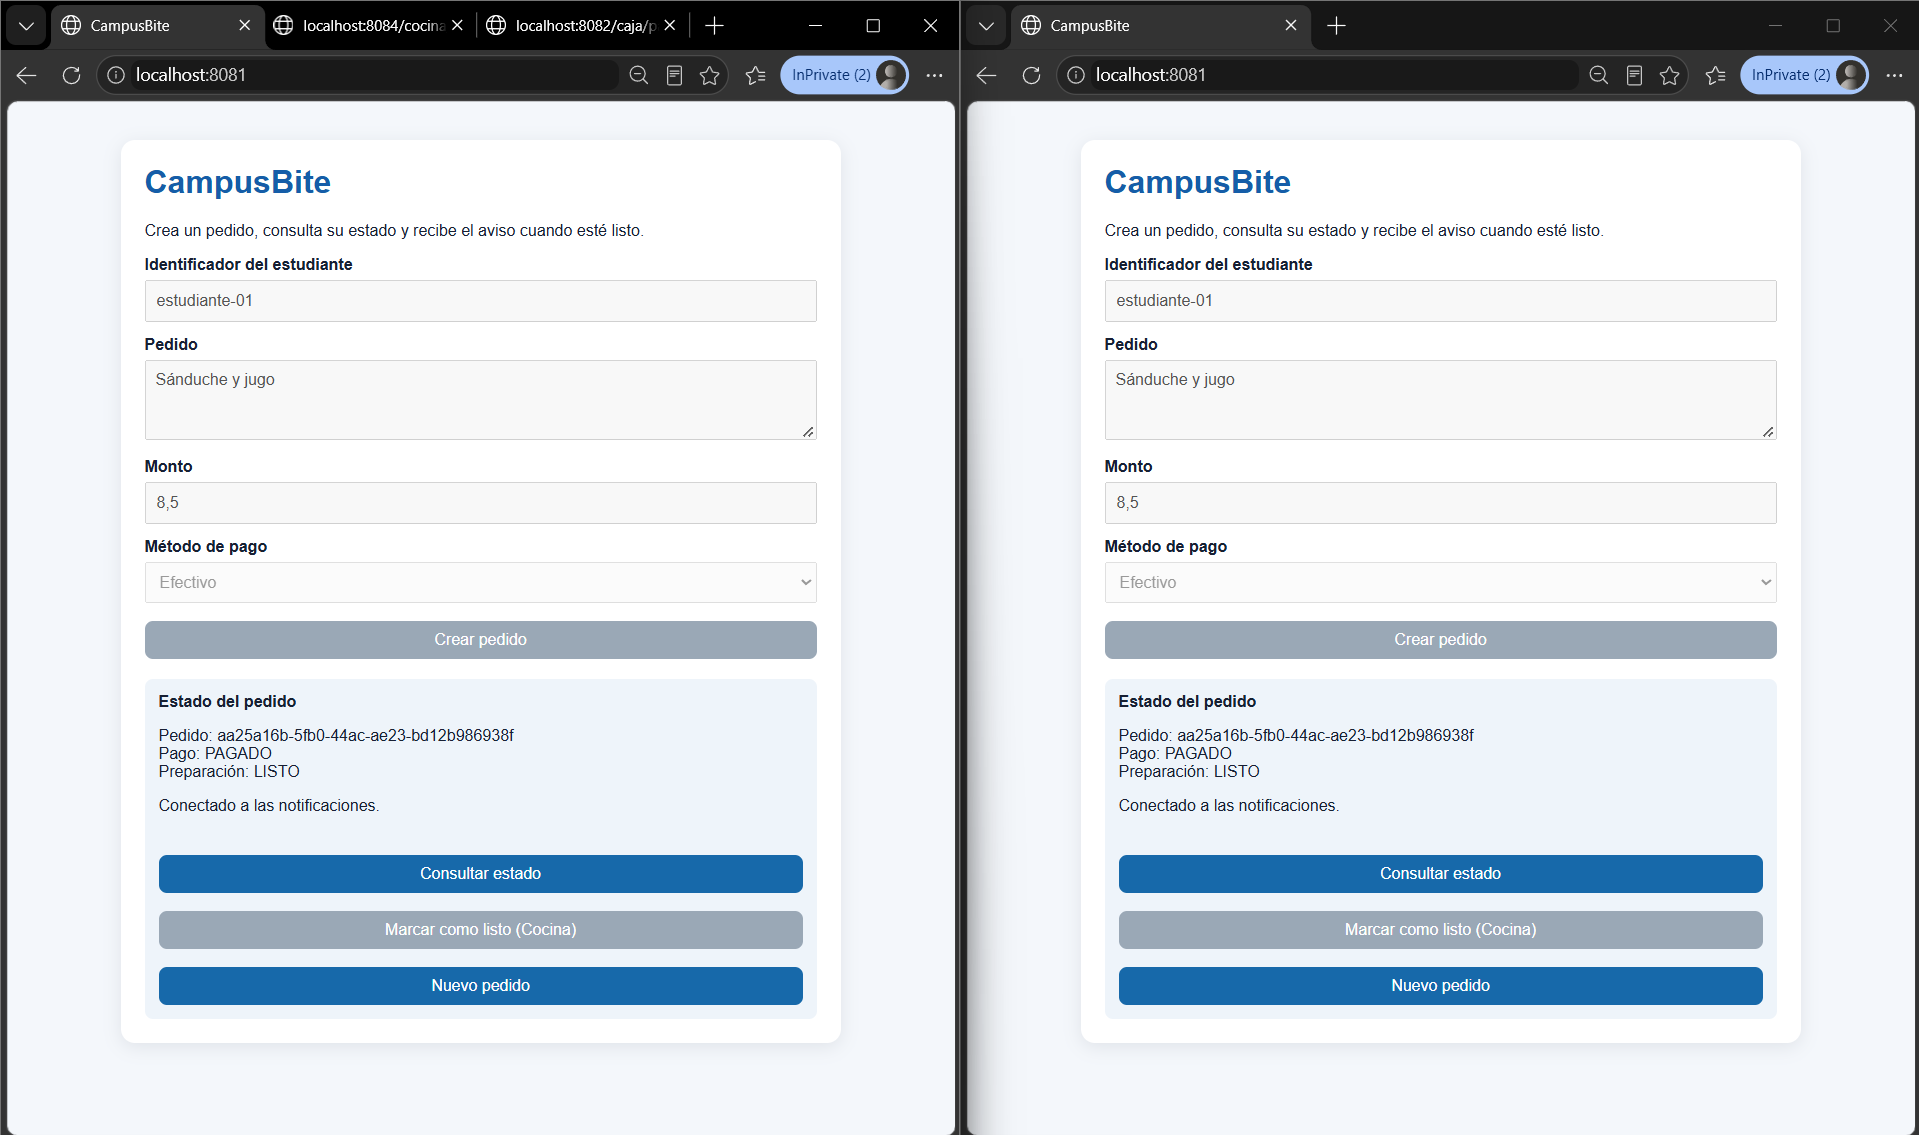 CampusBite
localhost:8084/cocina
localhost:8082/caja/p
localhost:8081
InPrivate (2)
CampusBite
Crea un pedido, consulta su estado y recibe el aviso cuando esté listo.
Identificador del estudiante
estudiante-01
Pedido
Sánduche y jugo
Monto
8,5
Método de pago
Efectivo
Crear pedido
Estado del pedido
Pedido: aa25a16b-5fb0-44ac-ae23-bd12b986938f
Pago: PAGADO
Preparación: LISTO
Conectado a las notificaciones.
Consultar estado
Marcar como listo (Cocina)
Nuevo pedido
CampusBite
localhost:8081
InPrivate (2)
CampusBite
Crea un pedido, consulta su estado y recibe el aviso cuando esté listo.
Identificador del estudiante
estudiante-01
Pedido
Sánduche y jugo
Monto
8,5
Método de pago
Efectivo
Crear pedido
Estado del pedido
Pedido: aa25a16b-5fb0-44ac-ae23-bd12b986938f
Pago: PAGADO
Preparación: LISTO
Conectado a las notificaciones.
Consultar estado
Marcar como listo (Cocina)
Nuevo pedido